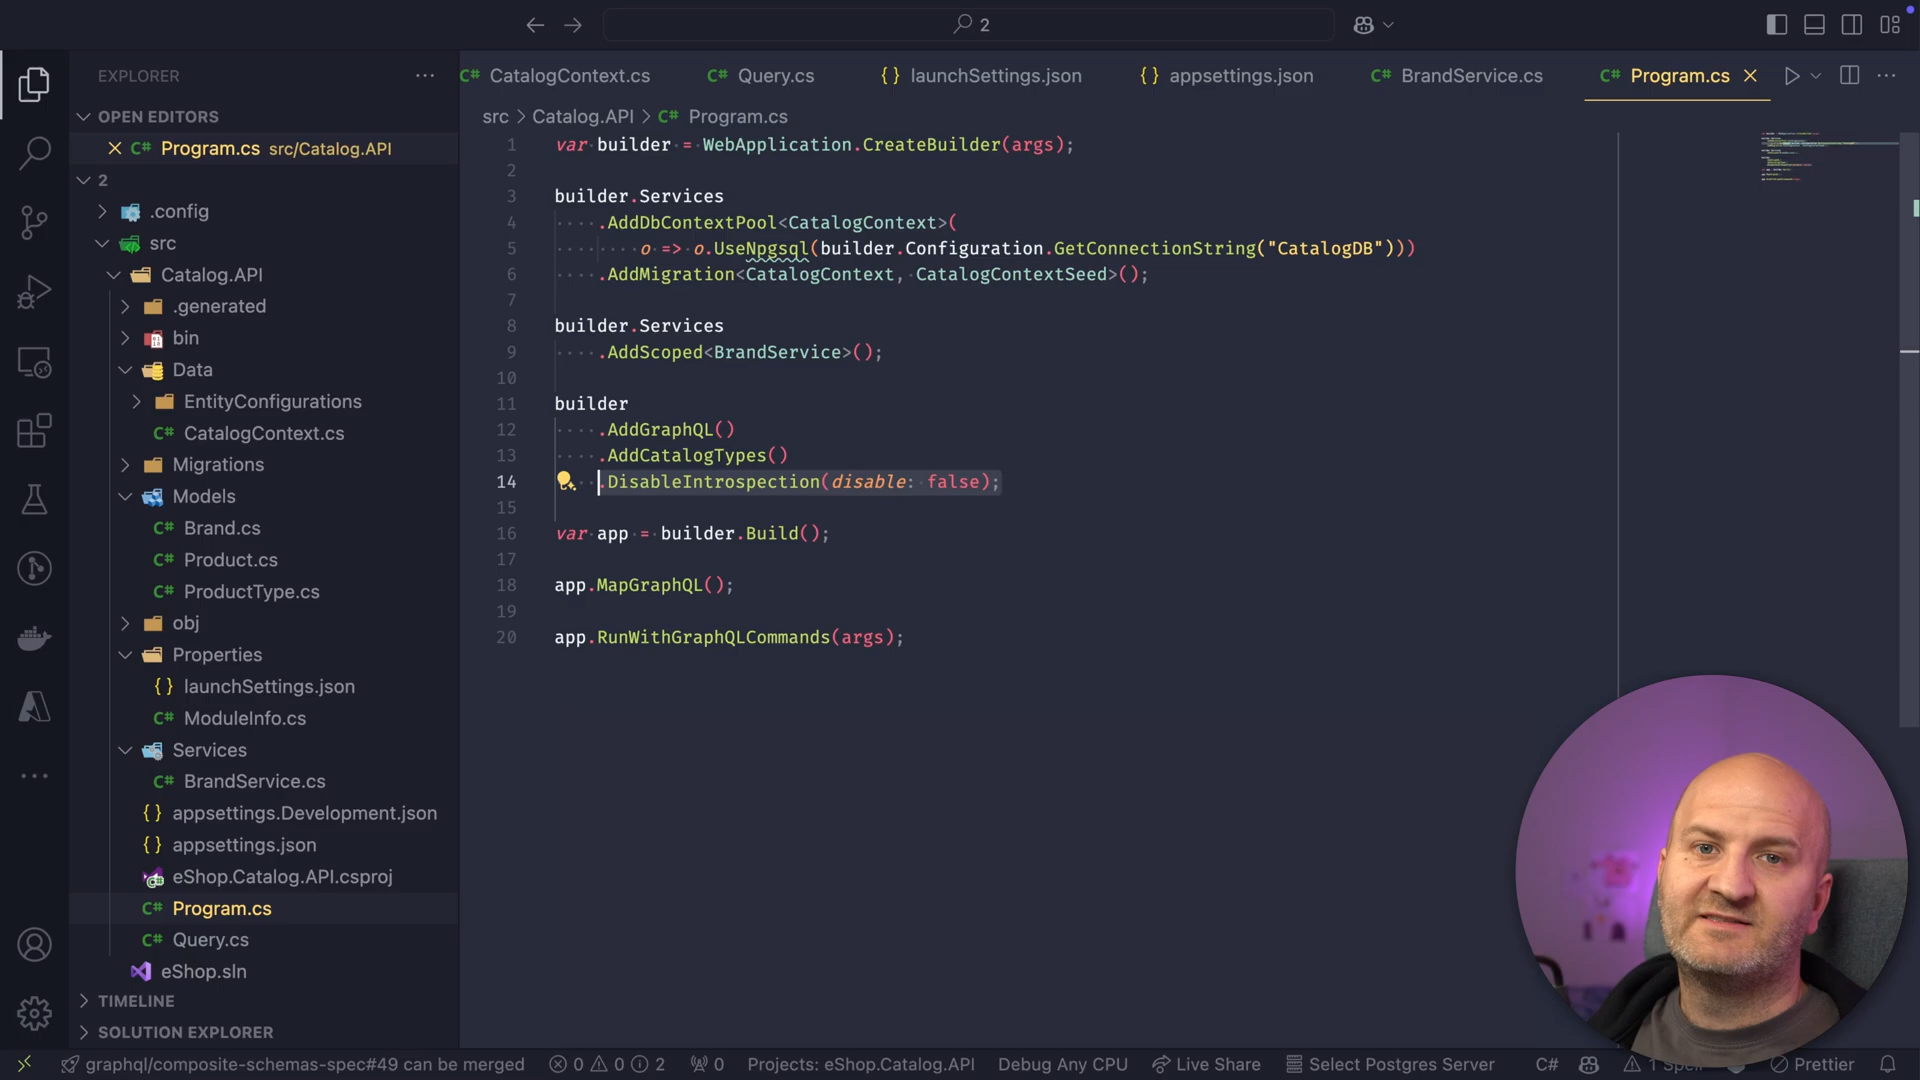 2
EXPLORER
OPEN EDITORS
Program.cs src/Catalog.API
2
.config
src
Catalog.API
.generated
bin
Data
EntityConfigurations
CatalogContext.cs
Migrations
Models
Brand.cs
Product.cs
ProductType.cs
obj
Properties
launchSettings.json
ModuleInfo.cs
Services
BrandService.cs
appsettings.Development.json
appsettings.json
eShop.Catalog.API.csproj
Program.cs
Query.cs
eShop.sln
TIMELINE
SOLUTION EXPLORER
CatalogContext.cs Query.cs launchSettings.json appsettings.json BrandService.cs Program.cs
src > Catalog.API > Program.cs
1 var builder = WebApplication.CreateBuilder(args);
2
3 builder.Services
4 .AddDbContextPool<CatalogContext>(
5 o => o.UseNpgsql(builder.Configuration.GetConnectionString("CatalogDB")))
6 .AddMigration<CatalogContext, CatalogContextSeed>();
7
8 builder.Services
9 .AddScoped<BrandService>();
10
11 builder
12 .AddGraphQL()
13 .AddCatalogTypes()
14 .DisableIntrospection(disable: false);
15
16 var app = builder.Build();
17
18 app.MapGraphQL();
19
20 app.RunWithGraphQLCommands(args);
graphql/composite-schemas-spec#49 can be merged 0 0 2 0 Projects: eShop.Catalog.API Debug Any CPU Live Share Select Postgres Server C# 1 Spell Prettier